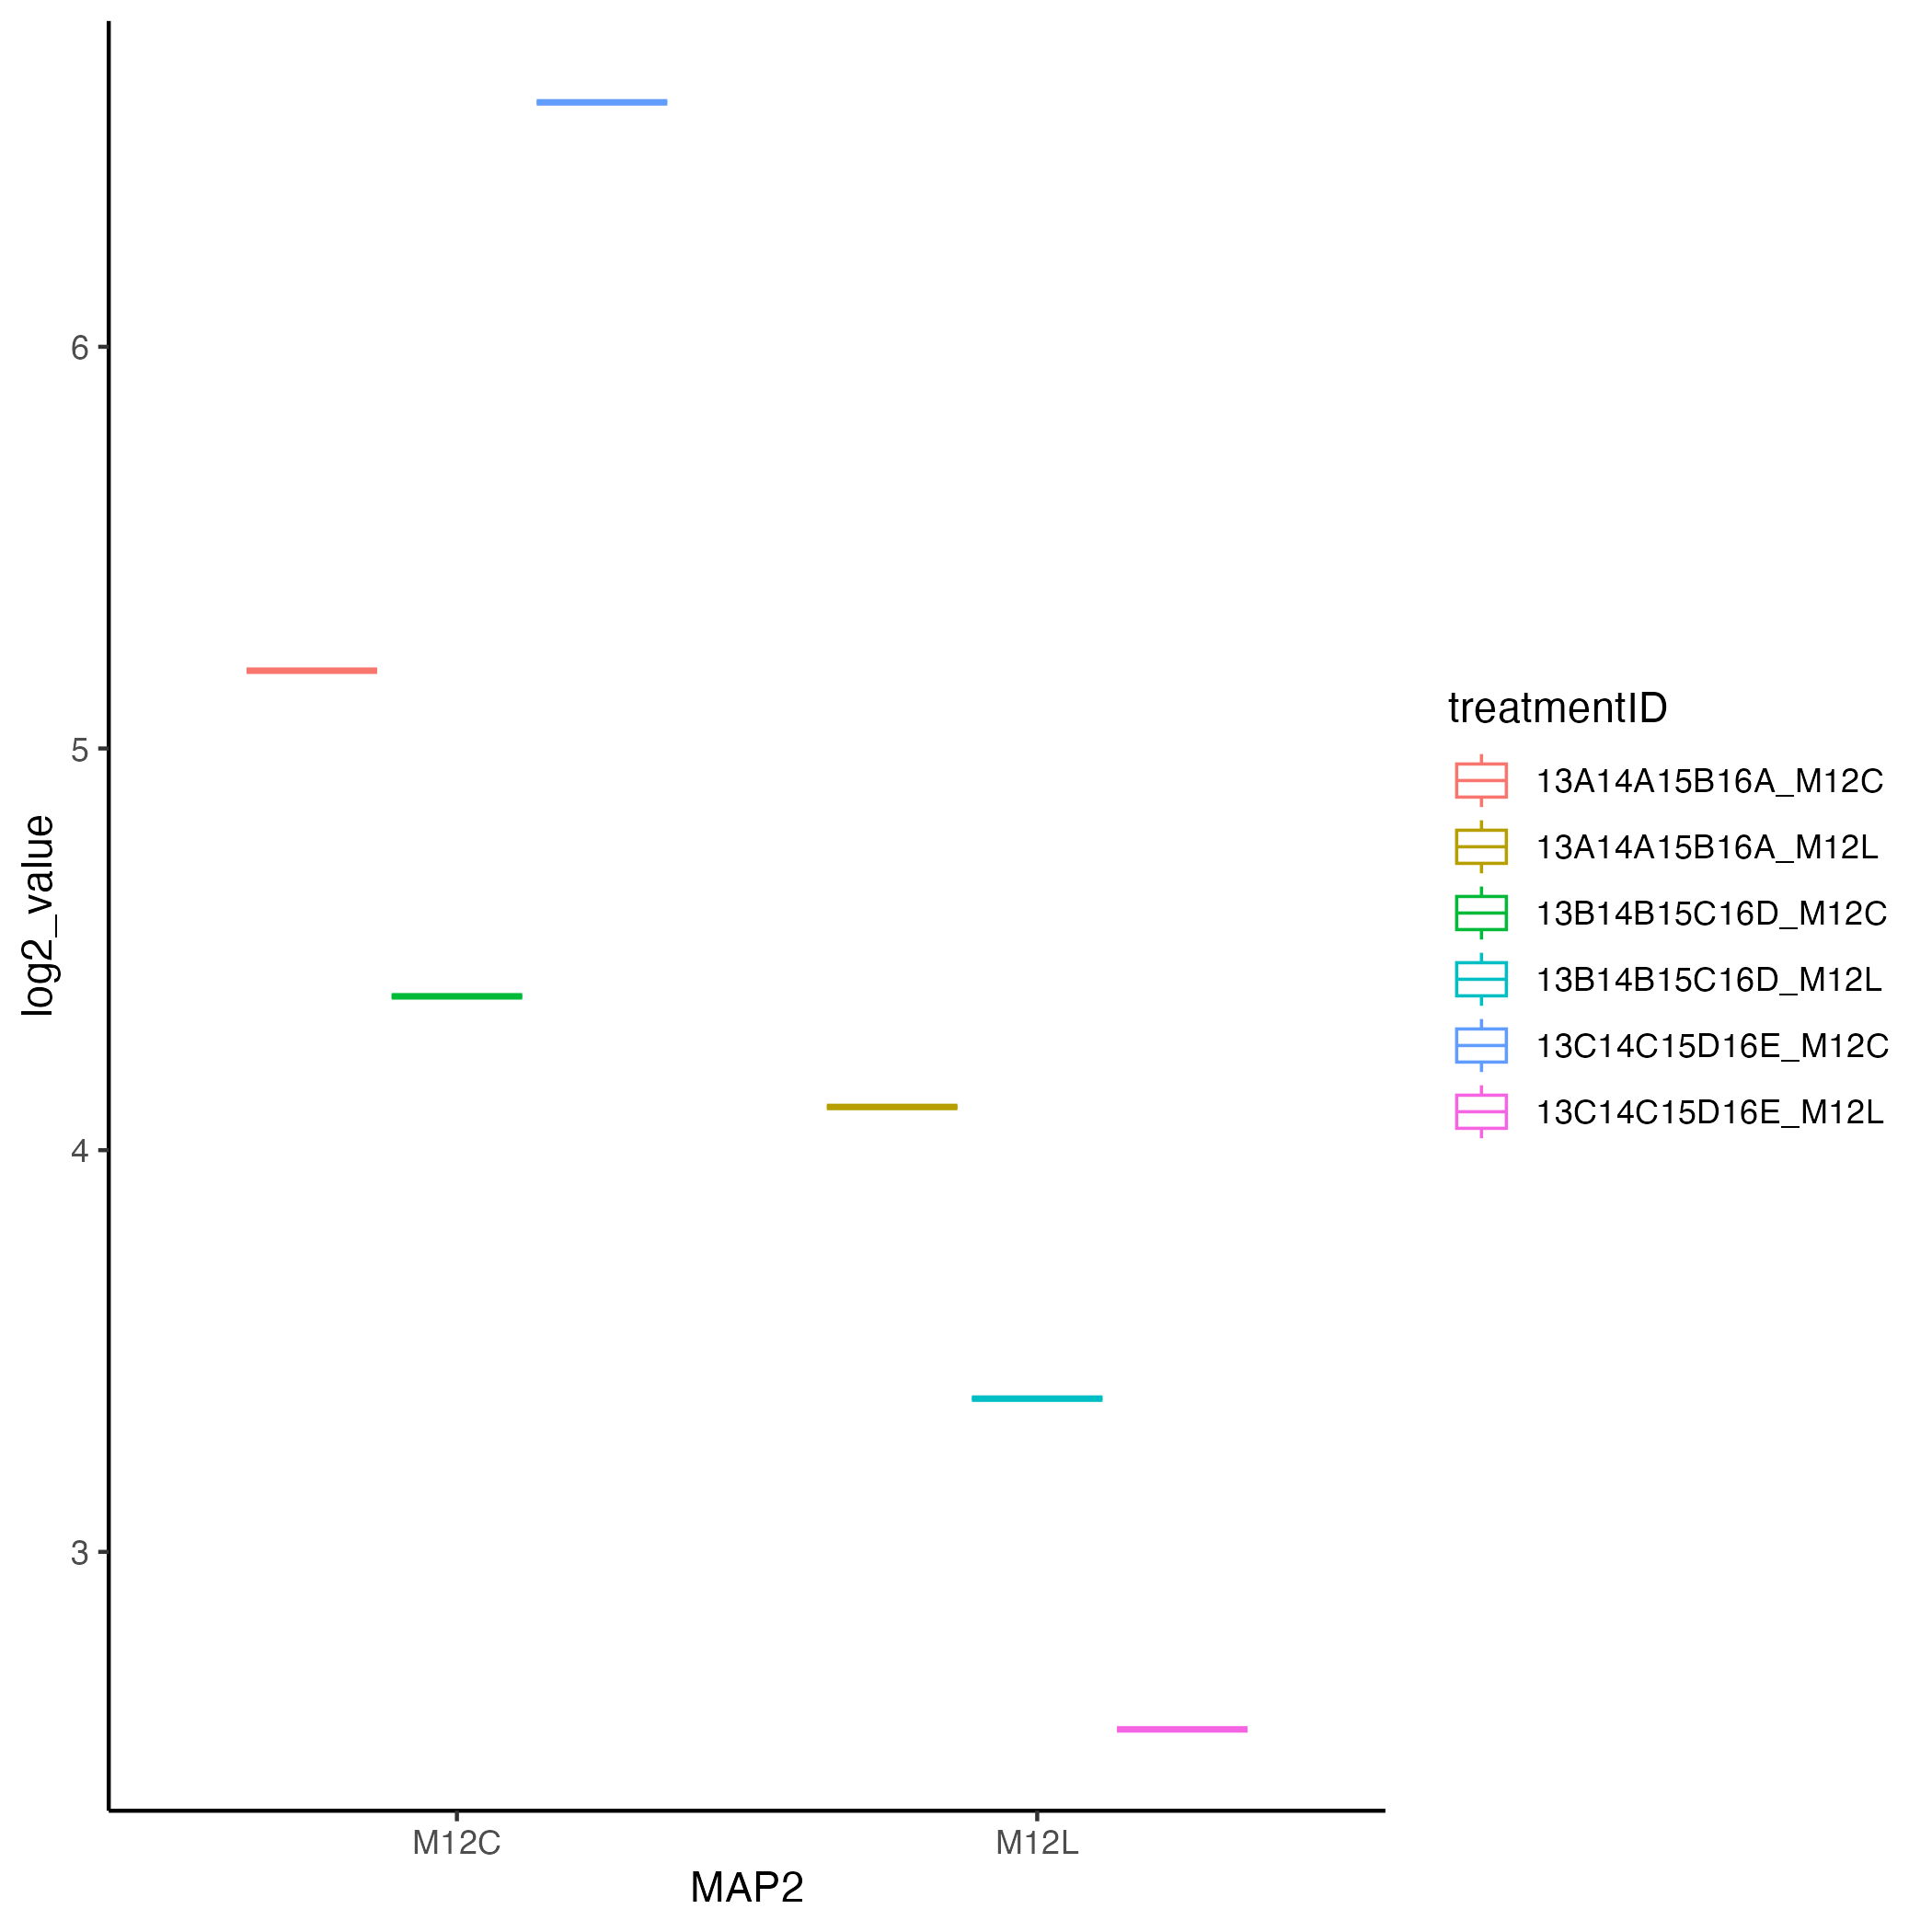 log2_value
6
5
4
3
M12C
M12L
MAP2
treatmentID
13A14A15B16A_M12C
13A14A15B16A_M12L
13B14B15C16D_M12C
13B14B15C16D_M12L
13C14C15D16E_M12C
13C14C15D16E_M12L